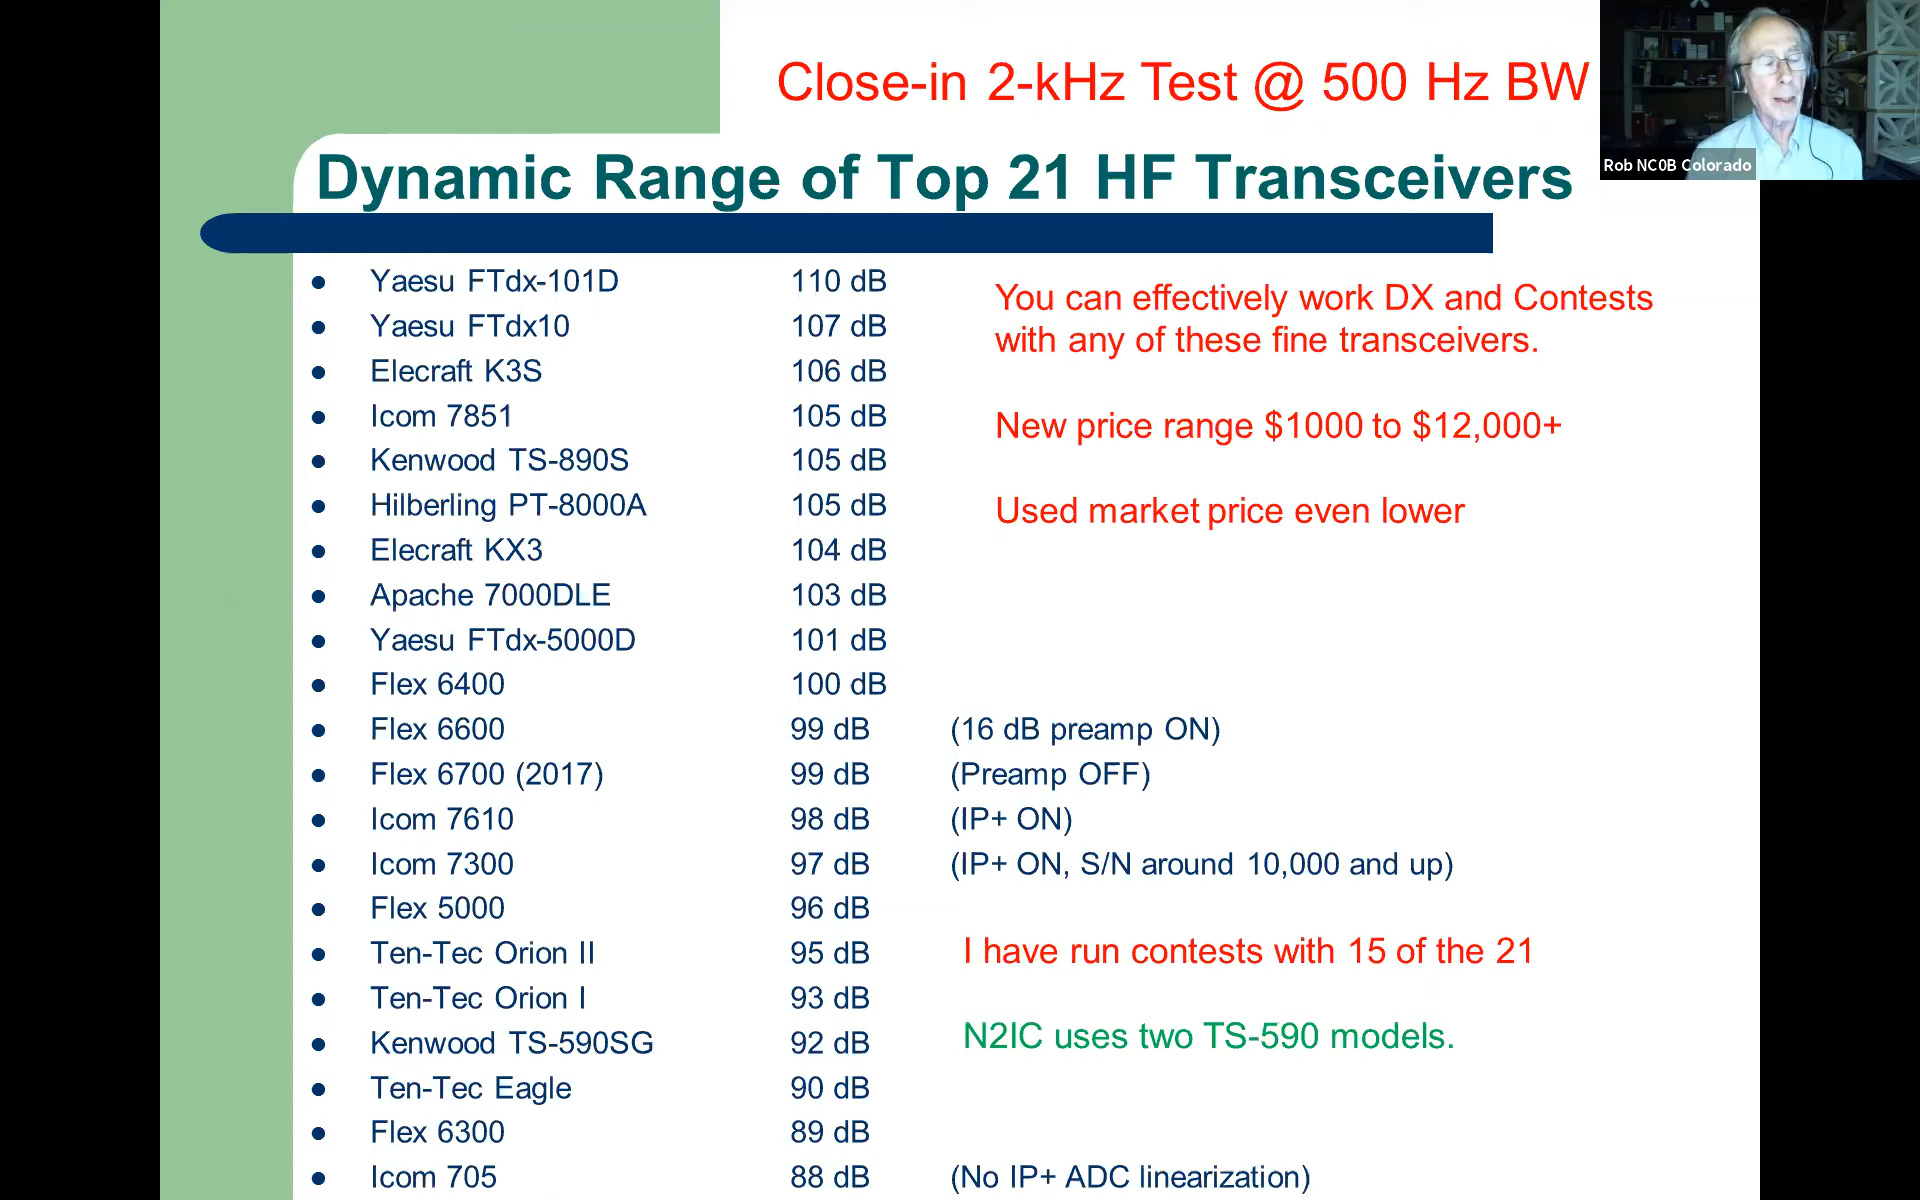 Close-in 2-kHz Test @ 500 Hz BW
Rob NC0B Colorado
Dynamic Range of Top 21 HF Transceivers
Yaesu FTdx-101D 110 dB
Yaesu FTdx10 107 dB
Elecraft K3S 106 dB
Icom 7851 105 dB
Kenwood TS-890S 105 dB
Hilberling PT-8000A 105 dB
Elecraft KX3 104 dB
Apache 7000DLE 103 dB
Yaesu FTdx-5000D 101 dB
Flex 6400 100 dB
Flex 6600 99 dB (16 dB preamp ON)
Flex 6700 (2017) 99 dB (Preamp OFF)
Icom 7610 98 dB (IP+ ON)
Icom 7300 97 dB (IP+ ON, S/N around 10,000 and up)
Flex 5000 96 dB
Ten-Tec Orion II 95 dB
Ten-Tec Orion I 93 dB
Kenwood TS-590SG 92 dB
Ten-Tec Eagle 90 dB
Flex 6300 89 dB
Icom 705 88 dB (No IP+ ADC linearization)
You can effectively work DX and Contests
with any of these fine transceivers.
New price range $1000 to $12,000+
Used market price even lower
I have run contests with 15 of the 21
N2IC uses two TS-590 models.